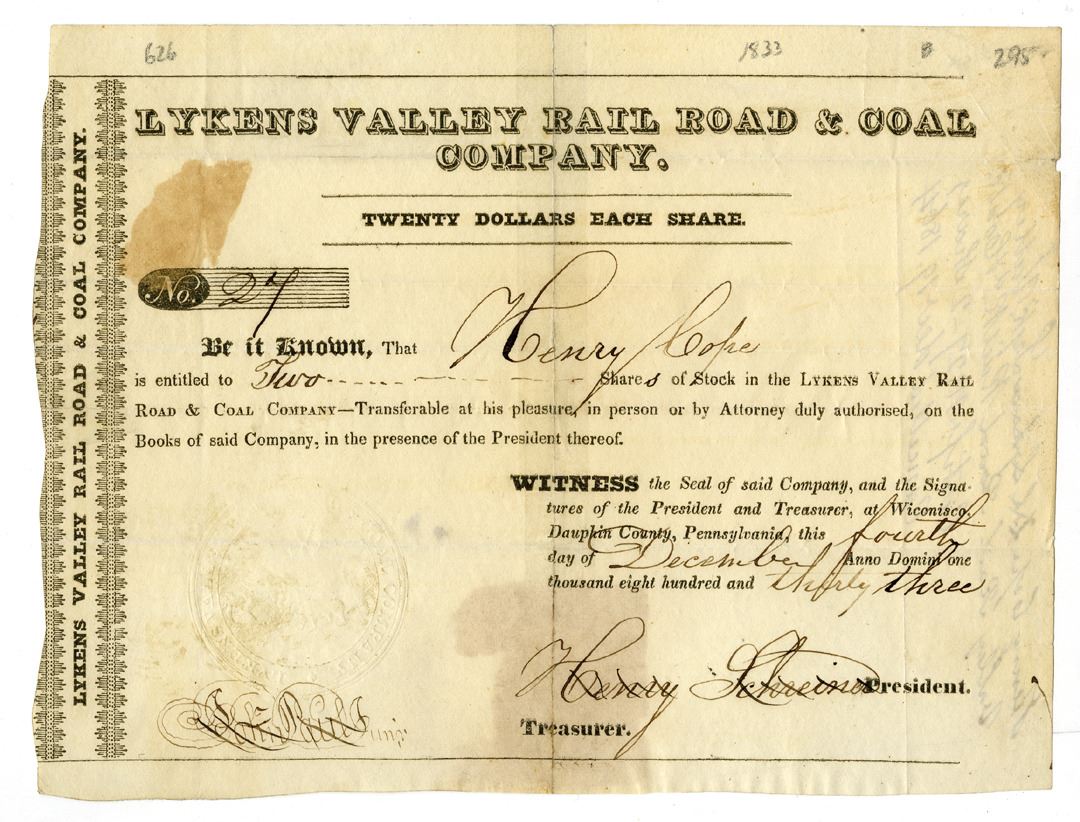 626 1833 B 295-
LYKENS VALLEY RAIL ROAD & COAL COMPANY.
LYKENS VALLEY RAIL ROAD & COAL
COMPANY.
TWENTY DOLLARS EACH SHARE.
No. 27
Be it Known, That Henry Cope
is entitled to Two Shares of Stock in the LYKENS VALLEY RAIL
ROAD & COAL COMPANY—Transferable at his pleasure, in person or by Attorney duly authorised, on the
Books of said Company, in the presence of the President thereof.
WITNESS the Seal of said Company, and the Signa-
tures of the President and Treasurer, at Wiconisco,
Dauphin County, Pennsylvania, this fourth
day of December Anno Domini one
thousand eight hundred and thirty three
Henry Schreiner President.
Treasurer.